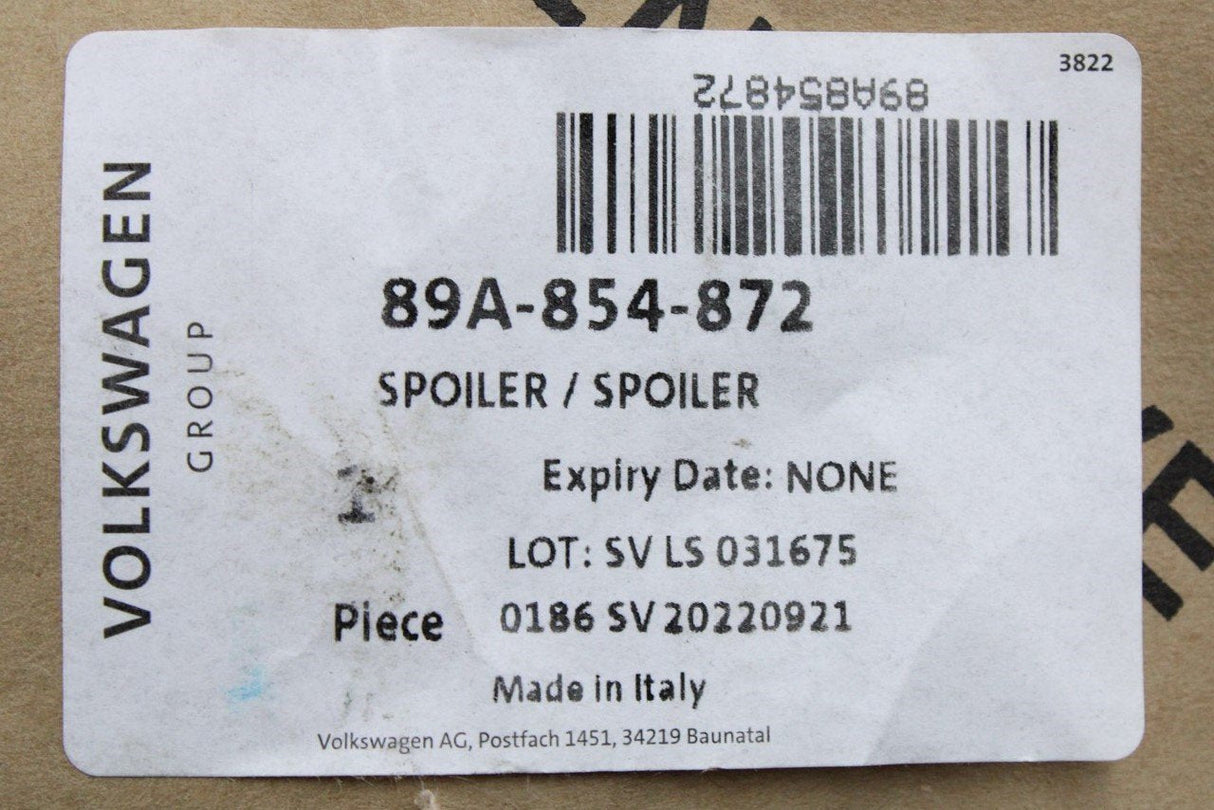 3822
89A854872
VOLKSWAGEN
GROUP
89A-854-872
SPOILER / SPOILER
Expiry Date: NONE
1
LOT: SV LS 031675
Piece 0186 SV 20220921
Made in Italy
Volkswagen AG, Postfach 1451, 34219 Baunatal